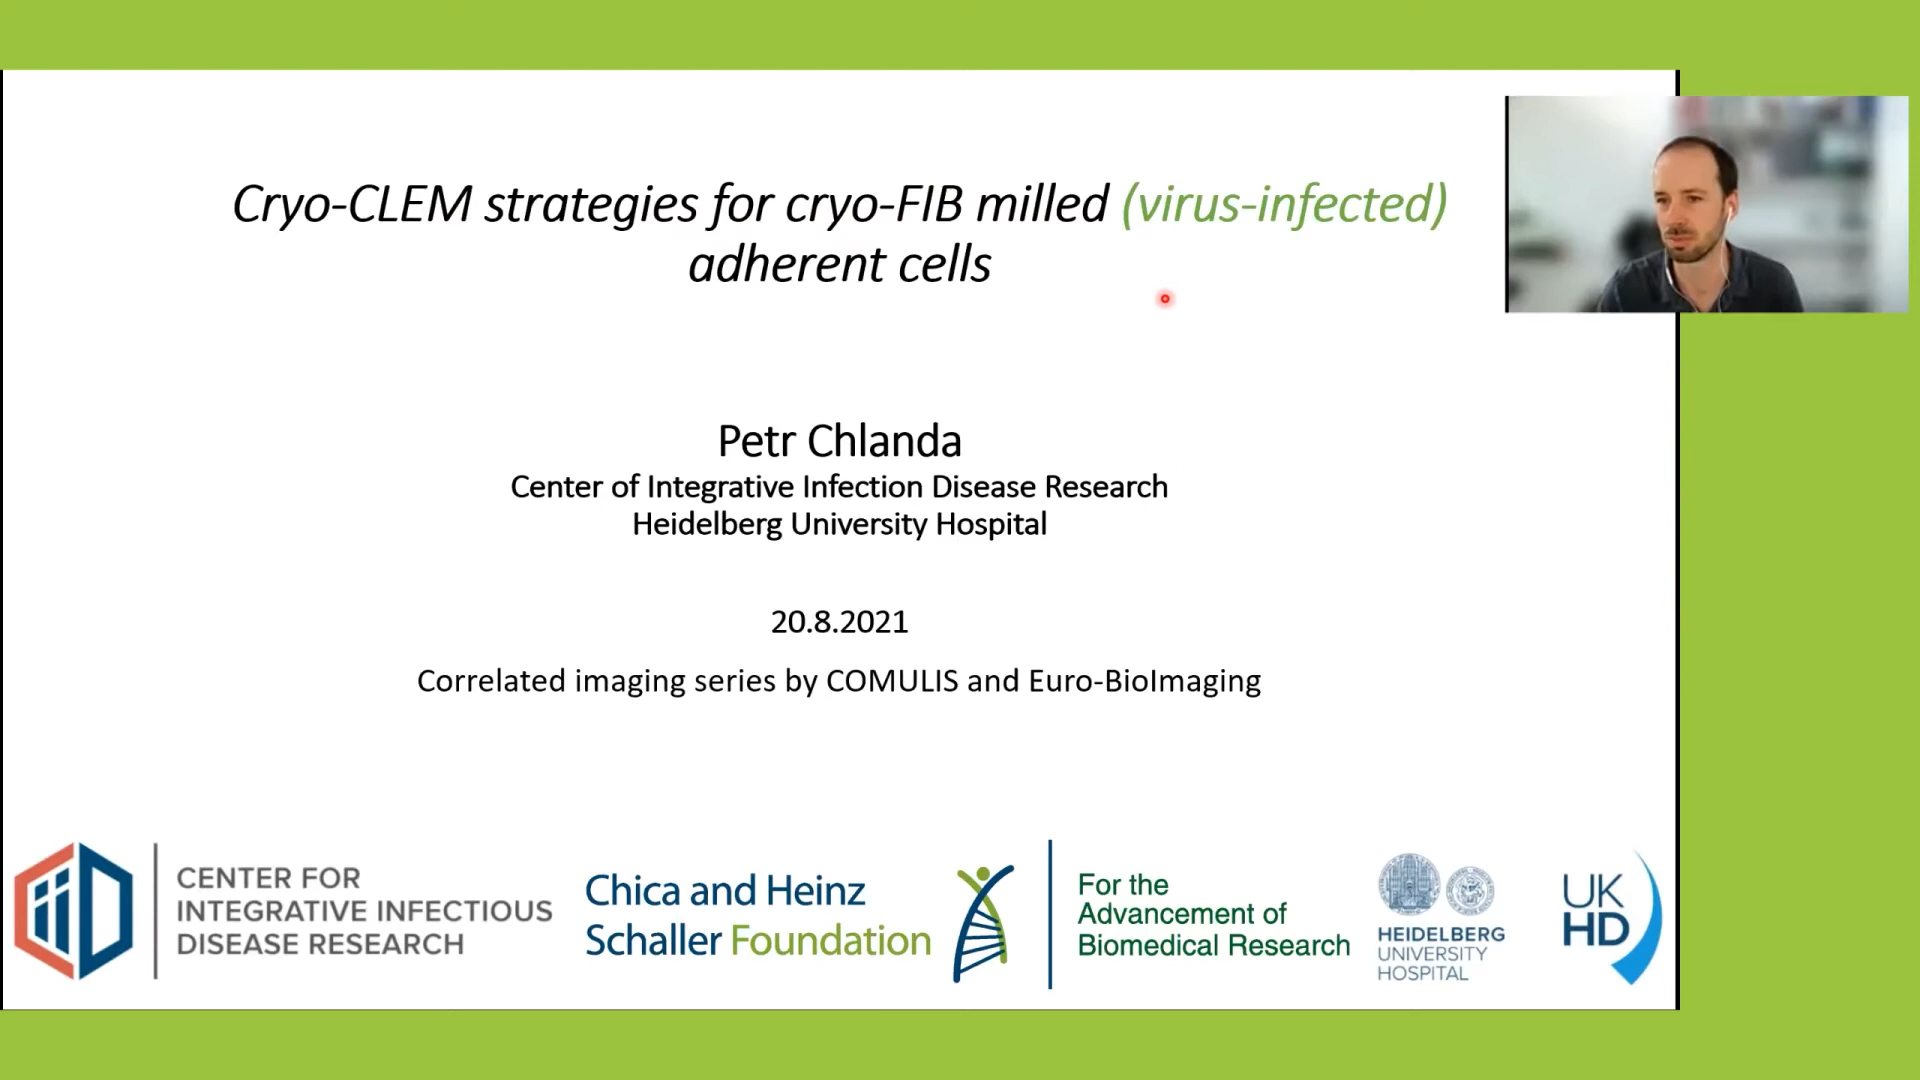 Cryo-CLEM strategies for cryo-FIB milled (virus-infected)
adherent cells
Petr Chlanda
Center of Integrative Infection Disease Research
Heidelberg University Hospital
20.8.2021
Correlated imaging series by COMULIS and Euro-BioImaging
CiiD
CENTER FOR
INTEGRATIVE INFECTIOUS
DISEASE RESEARCH
Chica and Heinz
Schaller Foundation
For the
Advancement of
Biomedical Research
HEIDELBERG
UNIVERSITY
HOSPITAL
UK
HD